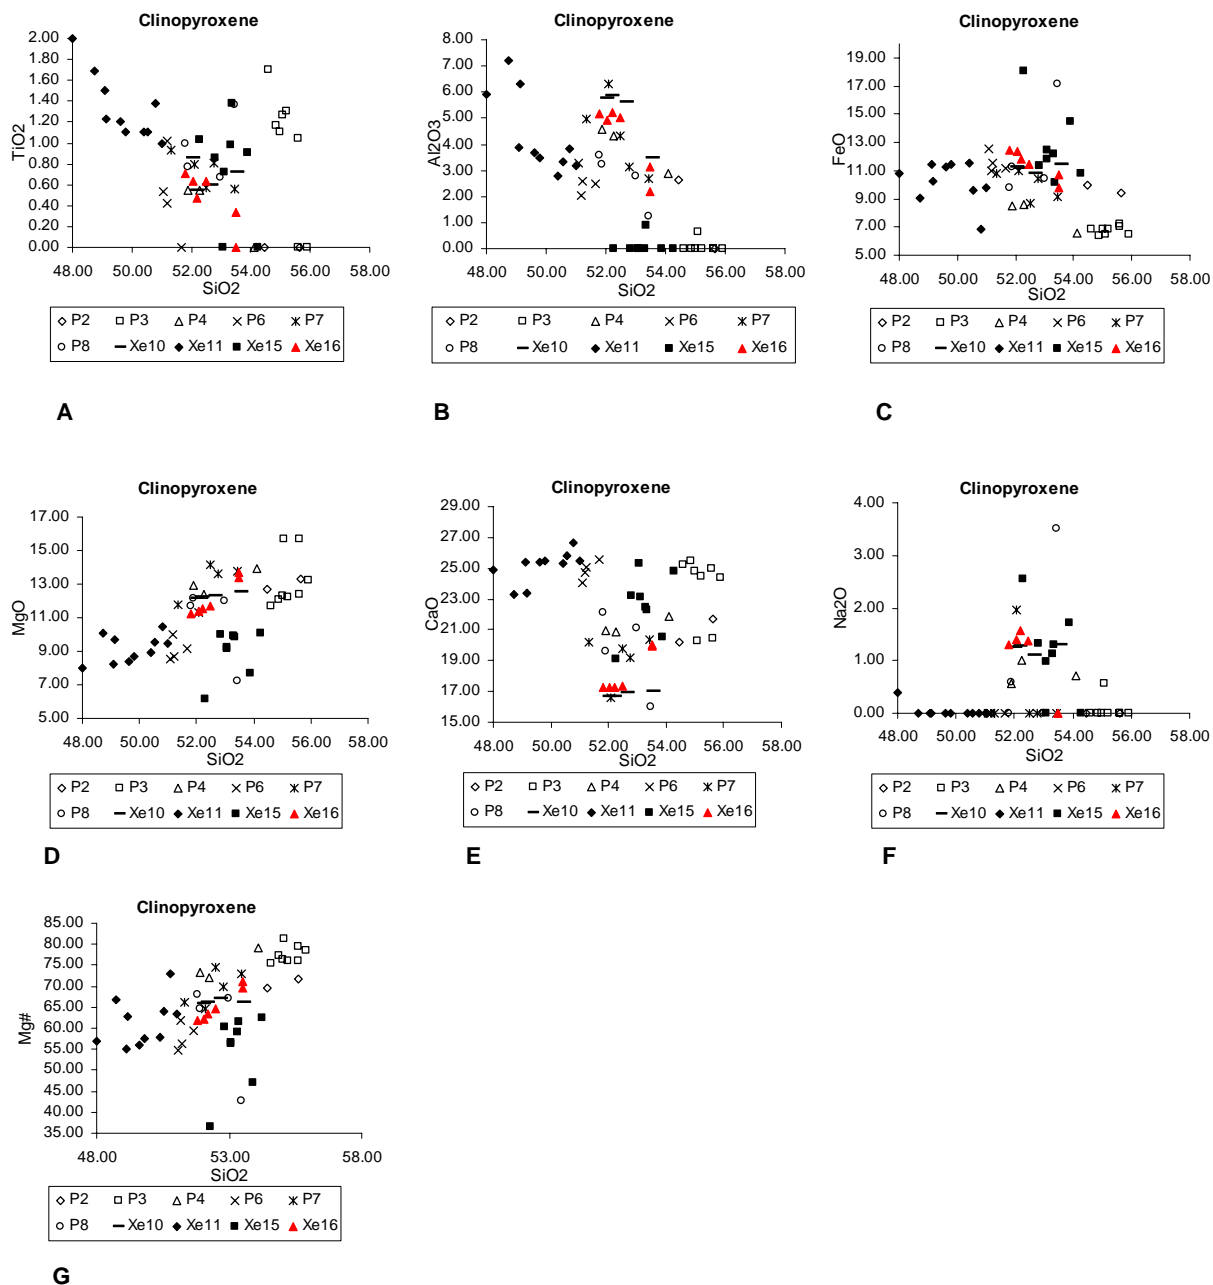 Clinopyroxene
2.00
1.80
1.60
1.40
1.20
1.00
0.80
0.60
0.40
0.20
0.00
TiO2
48.00 50.00 52.00 54.00 56.00 58.00
SiO2
P2 P3 P4 P6 P7
P8 Xe10 Xe11 Xe15 Xe16
A
Clinopyroxene
8.00
7.00
6.00
5.00
4.00
3.00
2.00
1.00
0.00
Al2O3
48.00 50.00 52.00 54.00 56.00 58.00
SiO2
P2 P3 P4 P6 P7
P8 Xe10 Xe11 Xe15 Xe16
B
Clinopyroxene
19.00
17.00
15.00
13.00
11.00
9.00
7.00
5.00
FeO
48.00 50.00 52.00 54.00 56.00 58.00
SiO2
P2 P3 P4 P6 P7
P8 Xe10 Xe11 Xe15 Xe16
C
Clinopyroxene
17.00
15.00
13.00
11.00
9.00
7.00
5.00
MgO
48.00 50.00 52.00 54.00 56.00 58.00
SiO2
P2 P3 P4 P6 P7
P8 Xe10 Xe11 Xe15 Xe16
D
Clinopyroxene
29.00
27.00
25.00
23.00
21.00
19.00
17.00
15.00
CaO
48.00 50.00 52.00 54.00 56.00 58.00
SiO2
P2 P3 P4 P6 P7
P8 Xe10 Xe11 Xe15 Xe16
E
Clinopyroxene
4.00
3.00
2.00
1.00
0.00
Na2O
48.00 50.00 52.00 54.00 56.00 58.00
SiO2
P2 P3 P4 P6 P7
P8 Xe10 Xe11 Xe15 Xe16
F
Clinopyroxene
85.00
80.00
75.00
70.00
65.00
60.00
55.00
50.00
45.00
40.00
35.00
Mg#
48.00 53.00 58.00
SiO2
P2 P3 P4 P6 P7
P8 Xe10 Xe11 Xe15 Xe16
G